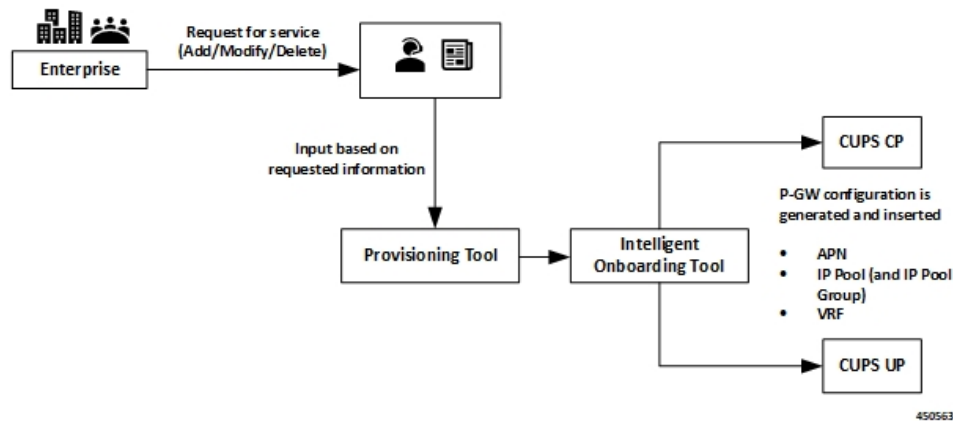 Request for service
(Add/Modify/Delete)
Enterprise
Input based on
requested information
CUPS CP
P-GW configuration is
generated and inserted
• APN
• IP Pool (and IP Pool
Group)
• VRF
Provisioning Tool
Intelligent
Onboarding Tool
CUPS UP
450563